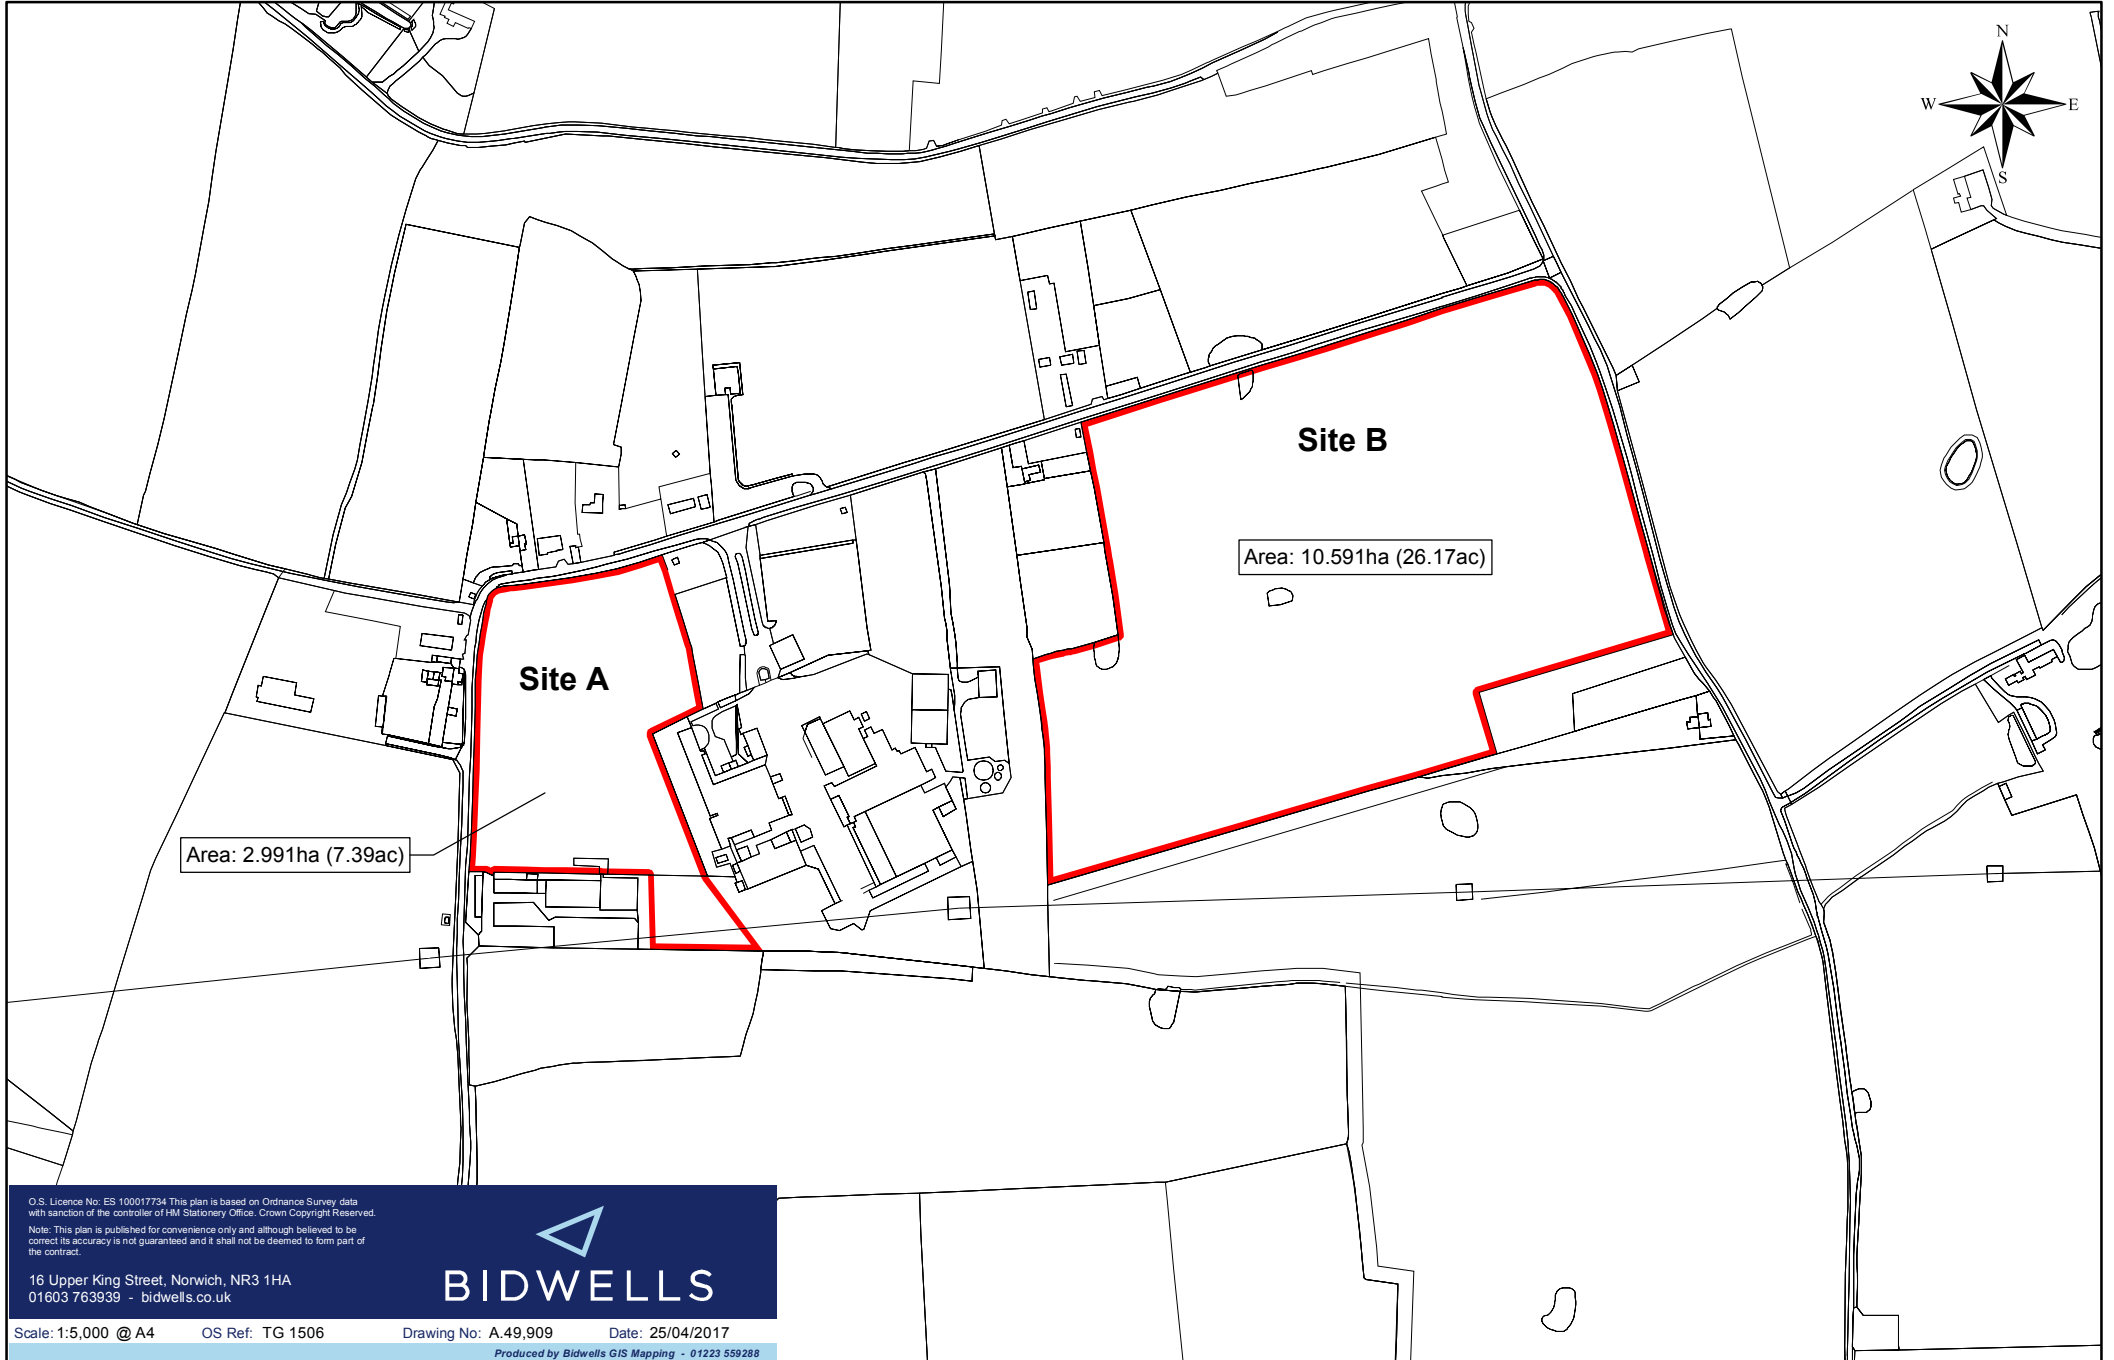 N
W E
S
Site B
Area: 10.591ha (26.17ac)
Site A
Area: 2.991ha (7.39ac)
O.S. Licence No: ES 100017734 This plan is based on Ordnance Survey data
with sanction of the controller of HM Stationery Office. Crown Copyright Reserved.
Note: This plan is published for convenience only and although believed to be
correct its accuracy is not guaranteed and it shall not be deemed to form part of
the contract.
16 Upper King Street, Norwich, NR3 1HA
01603 763939 - bidwells.co.uk
BIDWELLS
Scale: 1:5,000 @ A4 OS Ref: TG 1506 Drawing No: A.49,909 Date: 25/04/2017
Produced by Bidwells GIS Mapping - 01223 559288